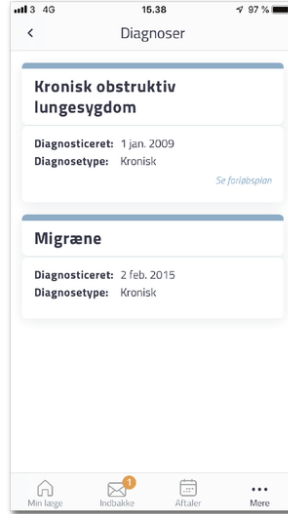 3 4G 15.38 97 %
Diagnoser
Kronisk obstruktiv
lungesygdom
Diagnosticeret: 1 jan. 2009
Diagnosetype: Kronisk
Se forløbsplan
Migræne
Diagnosticeret: 2 feb. 2015
Diagnosetype: Kronisk
1
Min læge Indbakke Aftaler Mere